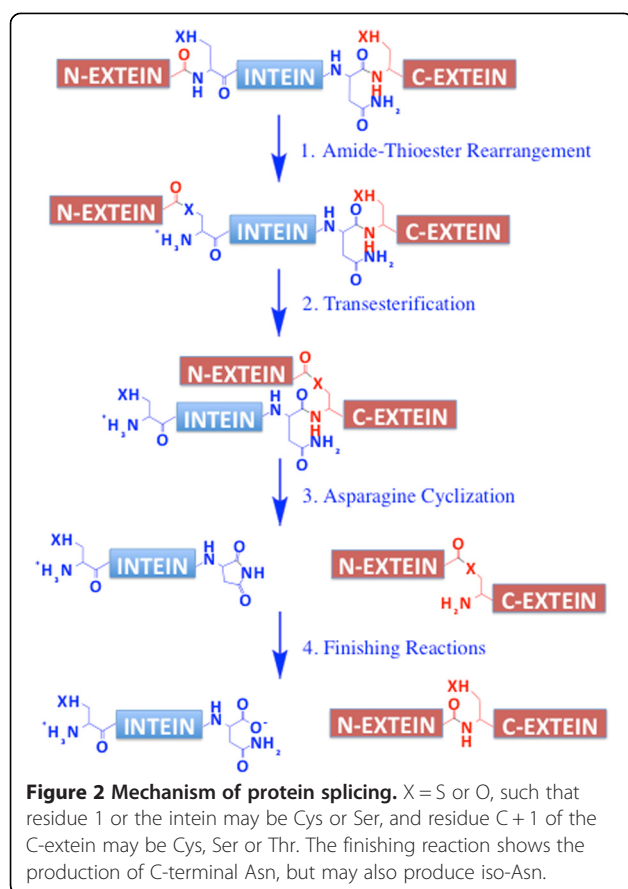 XH
O
XH
N-EXTEIN
N
H
O
INTEIN
H
N
O
N
H
C-EXTEIN
NH2
O
1. Amide-Thioester Rearrangement
O
N-EXTEIN
X
+H3N
O
INTEIN
H
N
O
XH
N
H
C-EXTEIN
NH2
O
2. Transesterification
N-EXTEIN
O
X
XH
+H3N
O
INTEIN
H
N
O
N
H
C-EXTEIN
NH2
O
3. Asparagine Cyclization
XH
+H3N
O
INTEIN
H
N
O
NH
O
N-EXTEIN
O
X
H2N
C-EXTEIN
4. Finishing Reactions
XH
+H3N
O
INTEIN
H
N
O
O-
NH2
O
N-EXTEIN
O
N
H
XH
C-EXTEIN
Figure 2 Mechanism of protein splicing. X = S or O, such that
residue 1 or the intein may be Cys or Ser, and residue C + 1 of the
C-extein may be Cys, Ser or Thr. The finishing reaction shows the
production of C-terminal Asn, but may also produce iso-Asn.